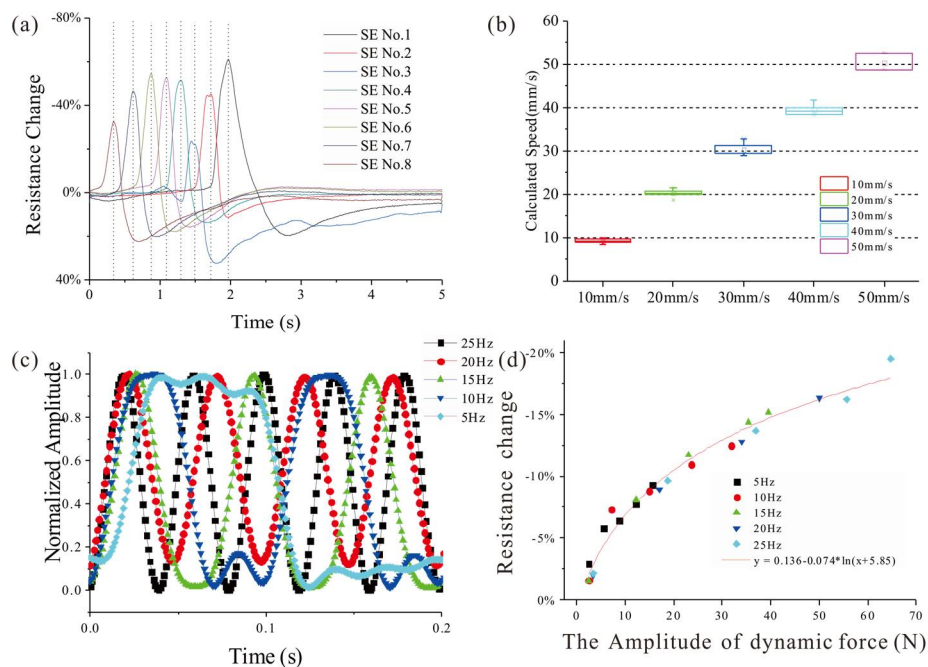 (a)
-80%
-40%
0%
40%
Resistance Change
0
1
2
3
4
5
Time (s)
SE No.1
SE No.2
SE No.3
SE No.4
SE No.5
SE No.6
SE No.7
SE No.8
(b)
60
50
40
30
20
10
0
Calculated Speed(mm/s)
10mm/s
20mm/s
30mm/s
40mm/s
50mm/s
10mm/s
20mm/s
30mm/s
40mm/s
50mm/s
(c)
1.0
0.8
0.6
0.4
0.2
0.0
Normalized Amplitude
0.0
0.1
0.2
Time (s)
25Hz
20Hz
15Hz
10Hz
5Hz
(d)
-20%
-15%
-10%
-5%
0%
Resistance change
0
10
20
30
40
50
60
70
The Amplitude of dynamic force (N)
5Hz
10Hz
15Hz
20Hz
25Hz
y = 0.136-0.074*ln(x+5.85)